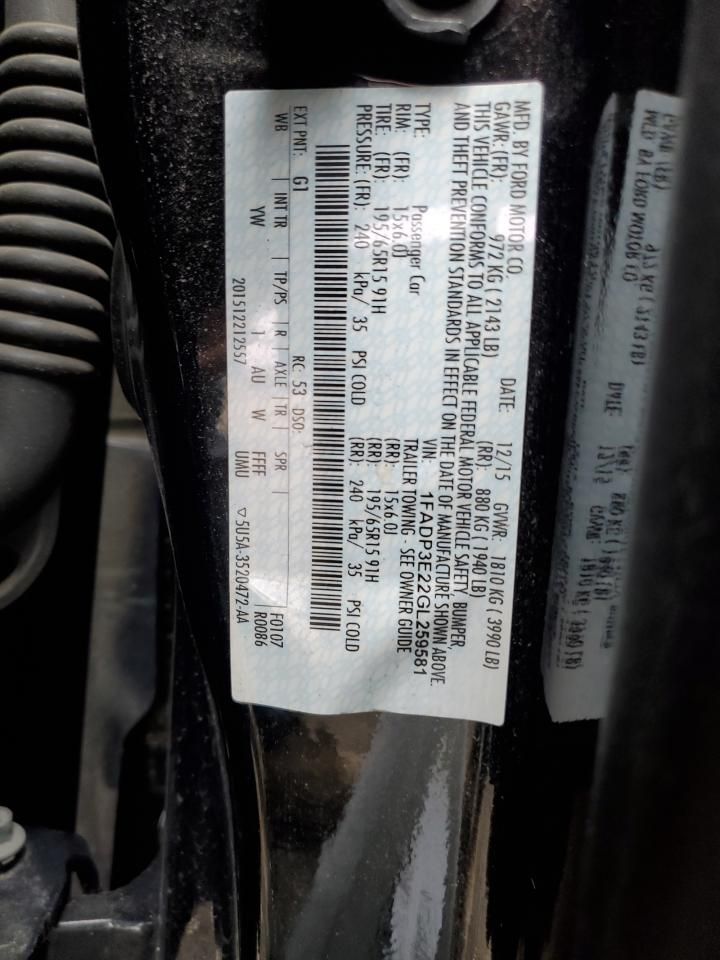 MFD. BY FORD MOTOR CO.
DATE: 12/15 GVWR: 1810 KG ( 3990 LB)
GAWR: (FR): 972 KG ( 2143 LB) (RR): 880 KG ( 1940 LB)
THIS VEHICLE CONFORMS TO ALL APPLICABLE FEDERAL MOTOR VEHICLE SAFETY, BUMPER,
AND THEFT PREVENTION STANDARDS IN EFFECT ON THE DATE OF MANUFACTURE SHOWN ABOVE.
VIN: 1FADP3E22GL259581
TYPE: Passenger Car TRAILER TOWING - SEE OWNER GUIDE
RIM: (FR): 15x6.0J (RR): 15x6.0J
TIRE: (FR): 195/65R15 91H (RR): 195/65R15 91H
PRESSURE: (FR): 240 kPa/ 35 PSI COLD (RR): 240 kPa/ 35 PSI COLD
EXT PNT: G1 RC: 53 DSO: F0107
WB | INT TR | TP/PS | R | AXLE | TR | SPR R0086
YW 1 AU W FFFF
201512212557 UMU ▽5U5A-3520472-AA